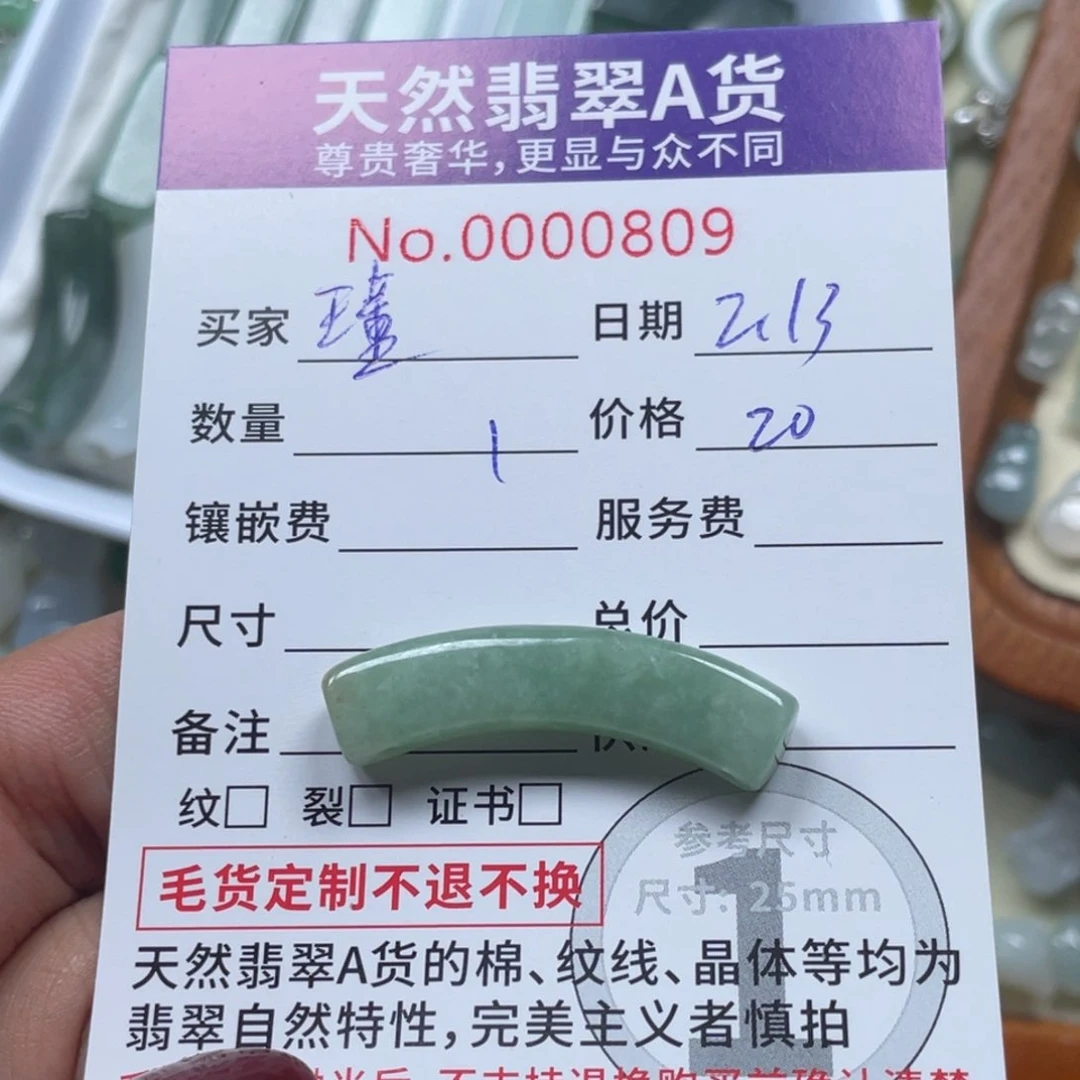 天然翡翠A货
尊贵奢华,更显与众不同
No.0000809
买家 王童 日期 2.13
数量 1 价格 20
镶嵌费 服务费
尺寸 总价
备注
纹□ 裂□ 证书□
参考尺寸
尺寸: 25mm
1
毛货定制不退不换
天然翡翠A货的棉、纹线、晶体等均为
翡翠自然特性,完美主义者慎拍